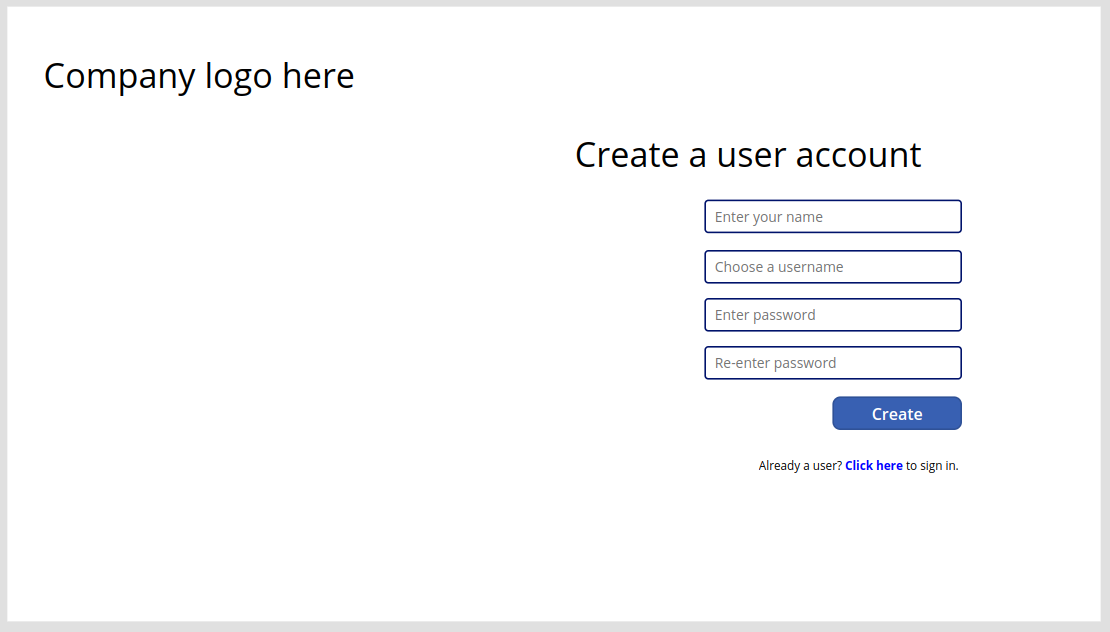 Company logo here
Create a user account
Enter your name
Choose a username
Enter password
Re-enter password
Create
Already a user? Click here to sign in.